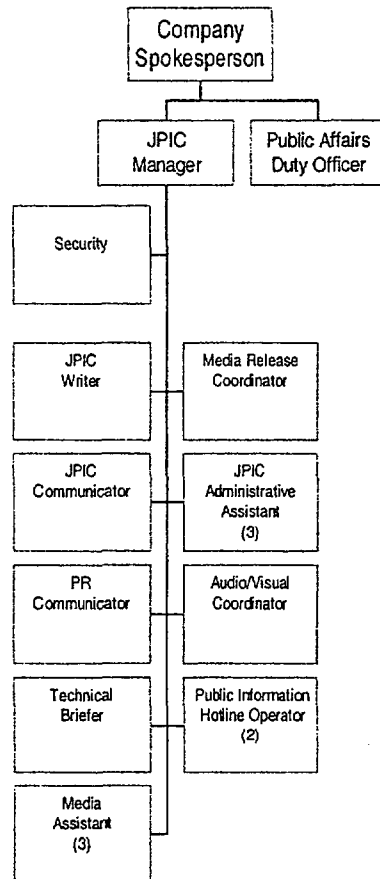 Company
Spokesperson
JPIC
Manager
Public Affairs
Duty Officer
Security
JPIC
Writer
Media Release
Coordinator
JPIC
Communicator
JPIC
Administrative
Assistant
(3)
PR
Communicator
Audio/Visual
Coordinator
Technical
Briefer
Public Information
Hotline Operator
(2)
Media
Assistant
(3)